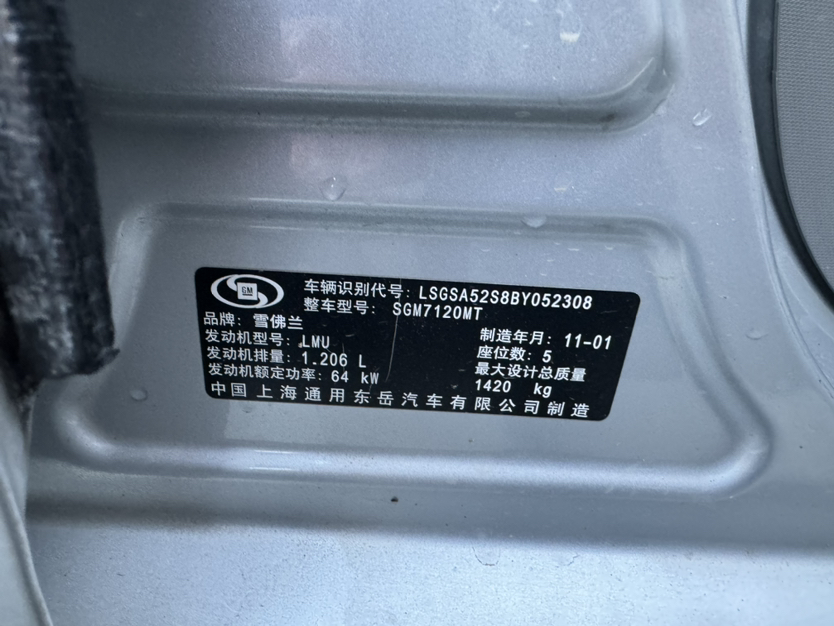 GM
车辆识别代号: LSGSA52S8BY052308
整车型号: SGM7120MT
品牌: 雪佛兰
发动机型号: LMU
发动机排量: 1.206 L
发动机额定功率: 64 kW
制造年月: 11-01
座位数: 5
最大设计总质量
1420 kg
中国上海通用东岳汽车有限公司制造